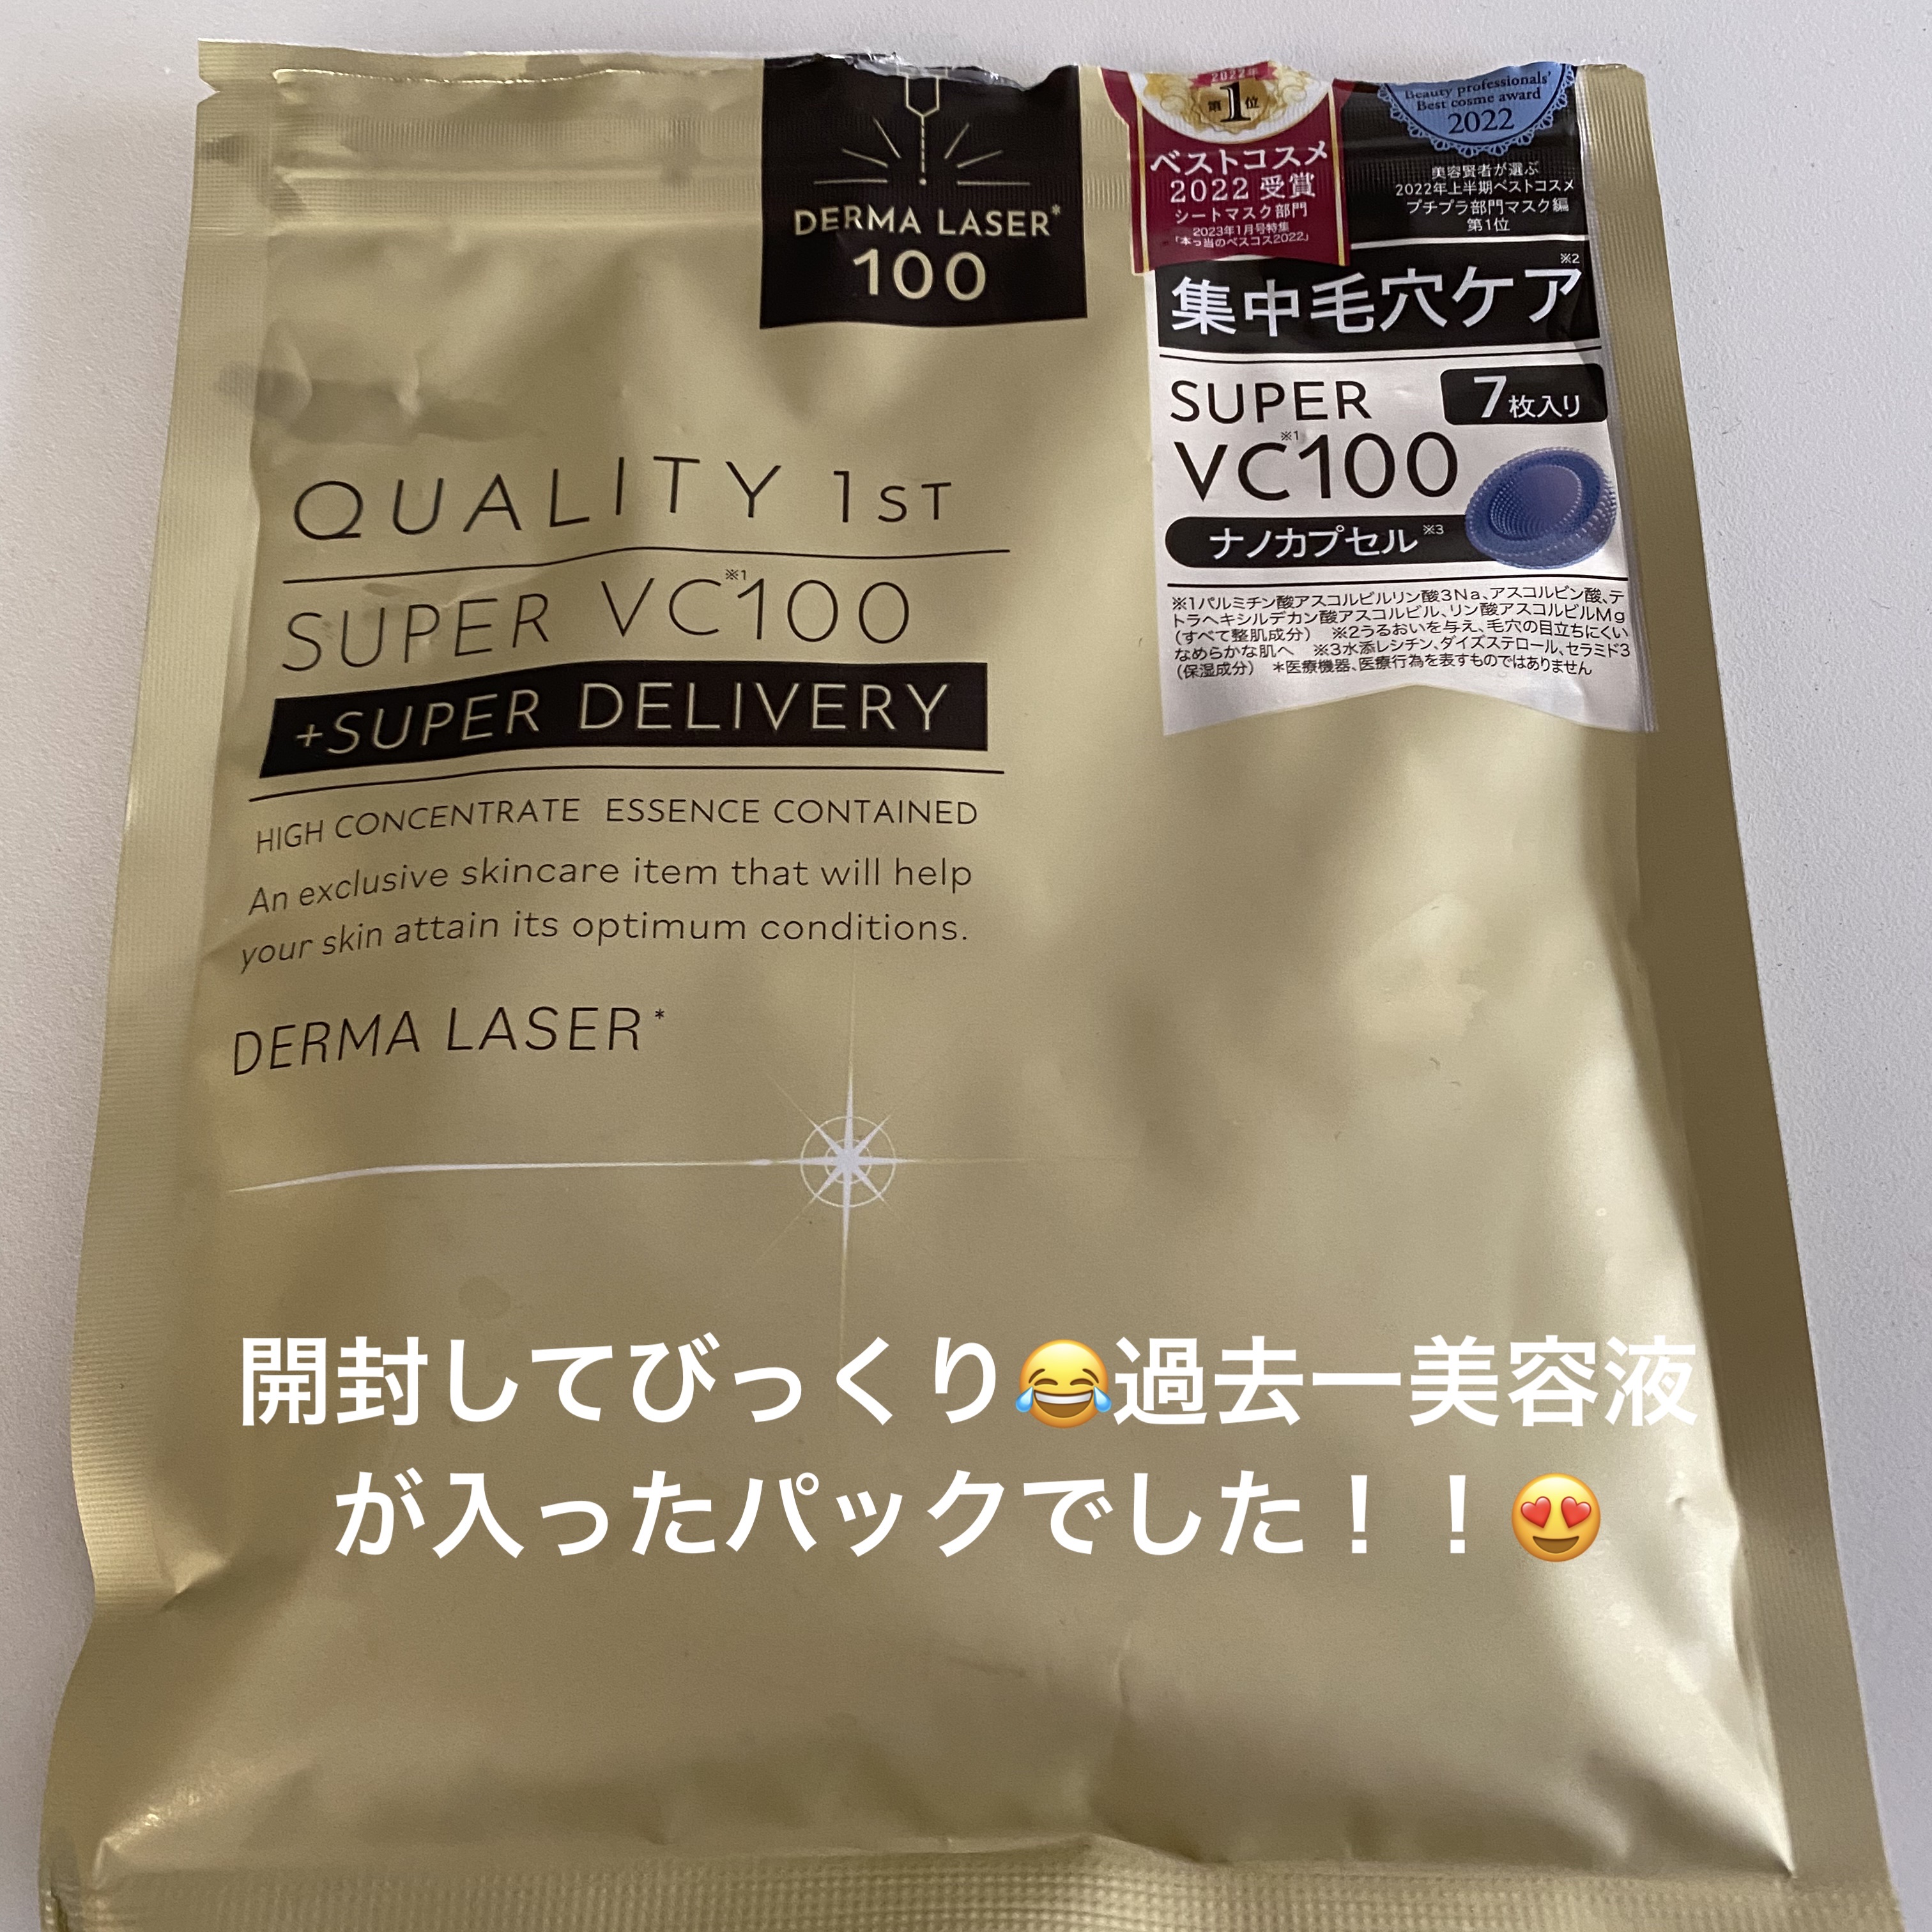 DERMA LASER*
100
2022年
第1位
ベストコスメ
2022 受賞
シートマスク部門
2023年1月号特集
「本っ当のベスコス2022」
Beauty professionals'
Best cosme award
2022
美容賢者が選ぶ
2022年上半期ベストコスメ
プチプラ部門マスク編
第1位
集中毛穴ケア※2
SUPER
7枚入り
VC※1100
ナノカプセル※3
※1パルミチン酸アスコルビルリン酸3Na、アスコルビン酸、テ
トラヘキシルデカン酸アスコルビル、リン酸アスコルビルMg
(すべて整肌成分) ※2うるおいを与え、毛穴の目立ちにくい
なめらかな肌へ ※3水添レシチン、ダイズステロール、セラミド3
(保湿成分) *医療機器、医療行為を表すものではありません
QUALITY 1ST
SUPER VC※1100
+SUPER DELIVERY
HIGH CONCENTRATE ESSENCE CONTAINED
An exclusive skincare item that will help
your skin attain its optimum conditions.
DERMA LASER*
開封してびっくり😂過去一美容液
が入ったパックでした！！😍